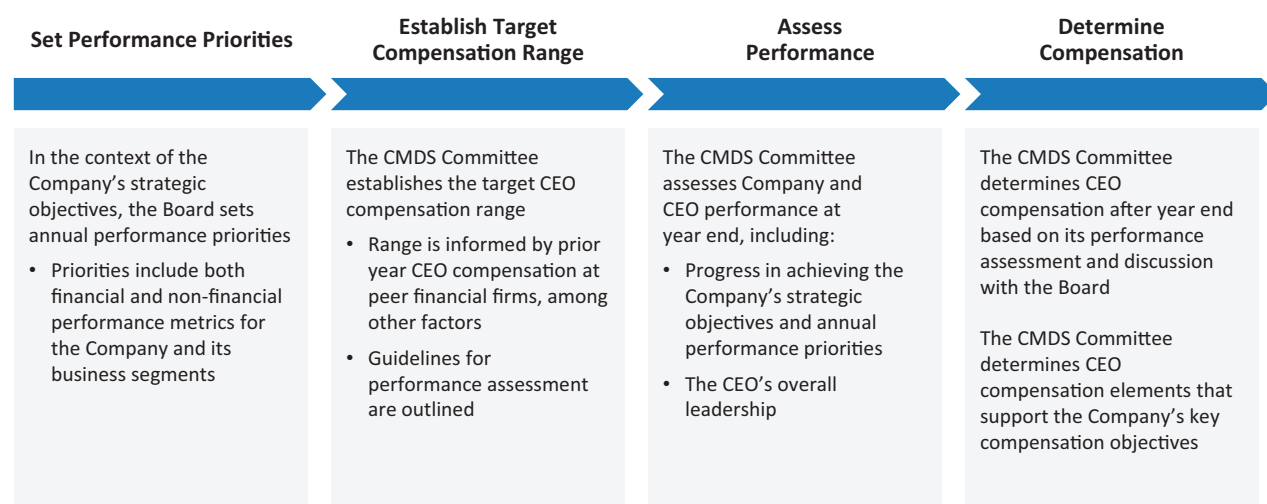 Set Performance Priorities
Establish Target
Compensation Range
Assess
Performance
Determine
Compensation
In the context of the
Company's strategic
objectives, the Board sets
annual performance priorities
• Priorities include both
financial and non-financial
performance metrics for
the Company and its
business segments
The CMDS Committee
establishes the target CEO
compensation range
• Range is informed by prior
year CEO compensation at
peer financial firms, among
other factors
• Guidelines for
performance assessment
are outlined
The CMDS Committee
assesses Company and
CEO performance at
year end, including:
• Progress in achieving the
Company's strategic
objectives and annual
performance priorities
• The CEO's overall
leadership
The CMDS Committee
determines CEO
compensation after year end
based on its performance
assessment and discussion
with the Board
The CMDS Committee
determines CEO
compensation elements that
support the Company's key
compensation objectives